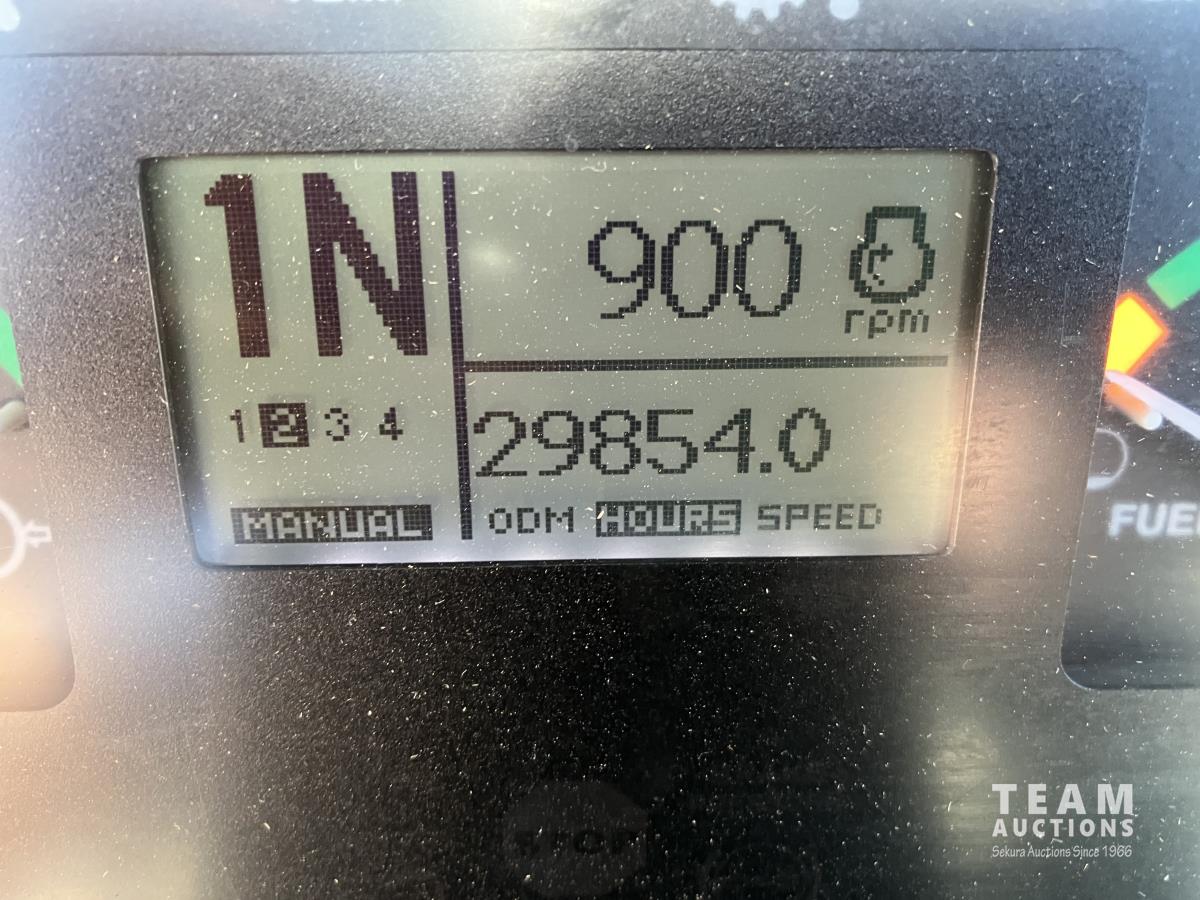 1N
900
rpm
1 2 3 4
29854.0
MANUAL
ODM HOURS SPEED
FUE
STOP
TEAM
AUCTIONS
Sekura Auctions Since 1966